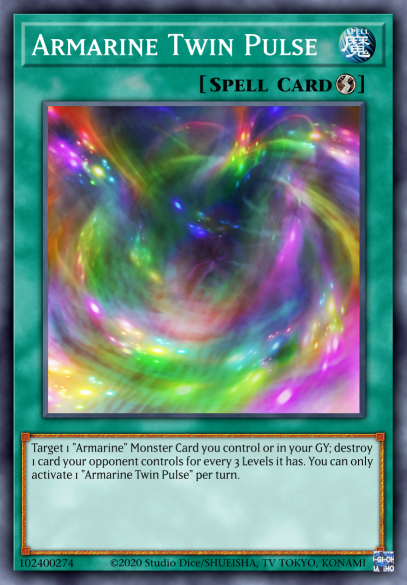 Armarine Twin Pulse
SPELL
魔
[Spell Card]
Target 1 "Armarine" Monster Card you control or in your GY; destroy
1 card your opponent controls for every 3 Levels it has. You can only
activate 1 "Armarine Twin Pulse" per turn.
102400274 ©2020 Studio Dice/SHUEISHA, TV TOKYO, KONAMI